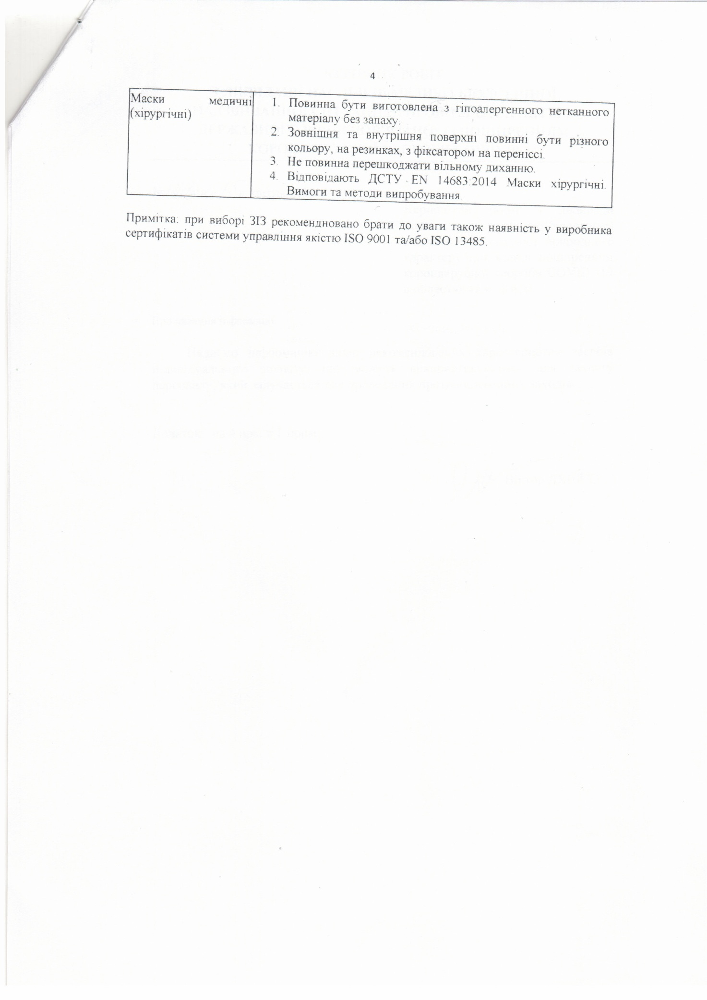 4
Маски медичні
(хірургічні)
1. Повинна бути виготовлена з гіпоалергенного нетканного
матеріалу без запаху.
2. Зовнішня та внутрішня поверхні повинні бути різного
кольору, на резинках, з фіксатором на переніссі.
3. Не повинна перешкоджати вільному диханню.
4. Відповідають ДСТУ EN 14683:2014 Маски хірургічні.
Вимоги та методи випробування.
Примітка: при виборі ЗІЗ рекомендновано брати до уваги також наявність у виробника
сертифікатів системи управління якістю ISO 9001 та/або ISO 13485.